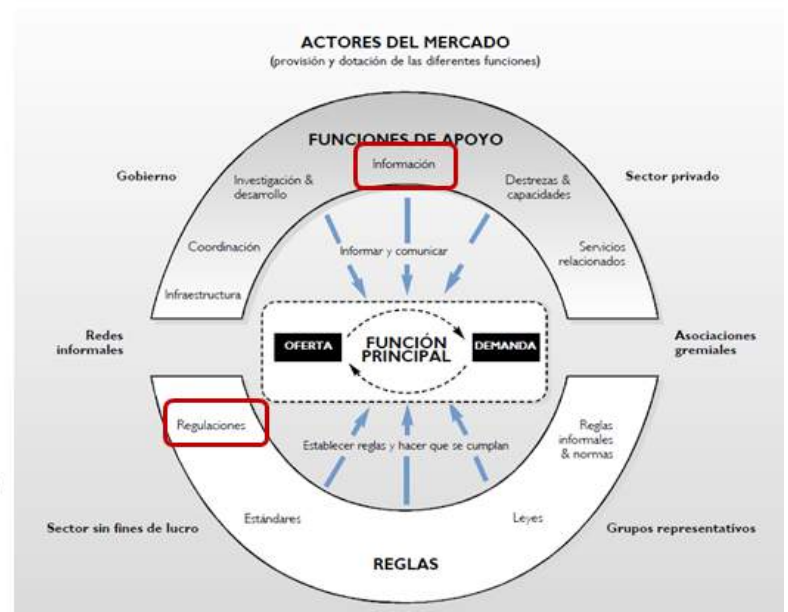 ACTORES DEL MERCADO
(provisión y dotación de las diferentes funciones)
FUNCIONES DE APOYO
Información
Gobierno
Investigación &
desarrollo
Destrezas &
capacidades
Sector privado
Coordinación
Informar y comunicar
Servicios
relacionados
Infraestructura
Redes
informales
OFERTA
FUNCIÓN
PRINCIPAL
DEMANDA
Asociaciones
gremiales
Regulaciones
Establecer reglas y hacer que se cumplan
Reglas
informales
& normas
Estándares
Leyes
Sector sin fines de lucro
Grupos representativos
REGLAS